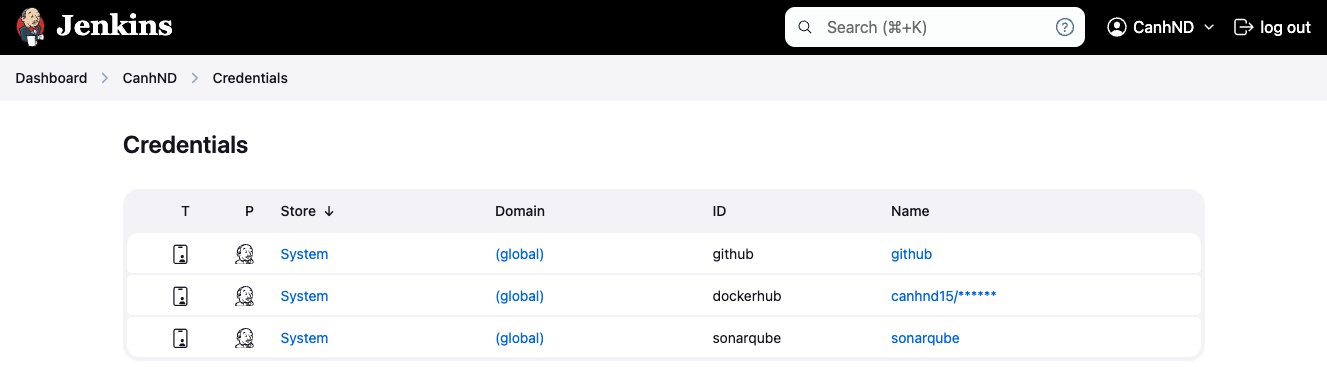 Jenkins Search (⌘+K) ? CanhND log out
Dashboard CanhND Credentials
Credentials
T P Store ↓ Domain ID Name
System (global) github github
System (global) dockerhub canhnd15/******
System (global) sonarqube sonarqube